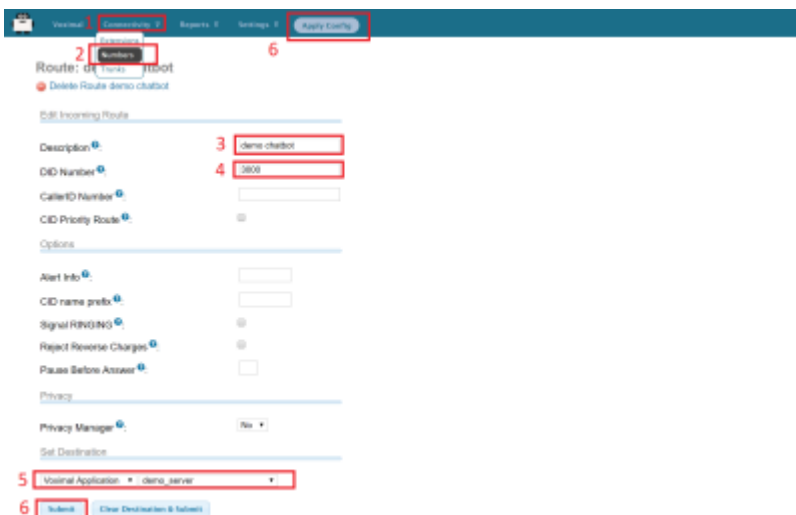 Voximal 1 Connectivity Reports Settings Apply Config
Extensions
2 Numbers 6
Trunks
Route: demo chatbot
Delete Route demo chatbot
Edit Incoming Route
Description : 3 demo chatbot
DID Number : 4 3800
CallerID Number :
CID Priority Route :
Options
Alert Info :
CID name prefix :
Signal RINGING :
Reject Reverse Charges :
Pause Before Answer :
Privacy
Privacy Manager : No
Set Destination
5 Voximal Application demo_server
6 Submit Clear Destination & Submit